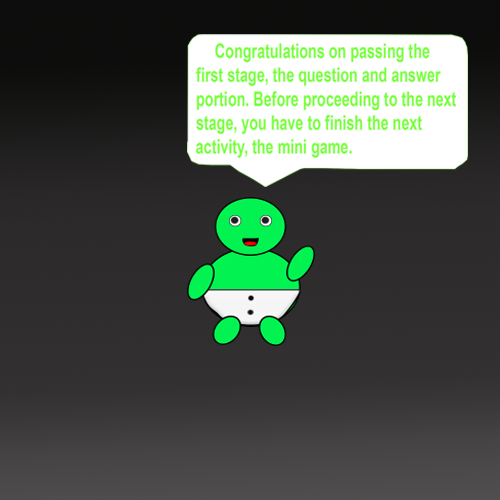 Congratulations on passing the
first stage, the question and answer
portion. Before proceeding to the next
stage, you have to finish the next
activity, the mini game.